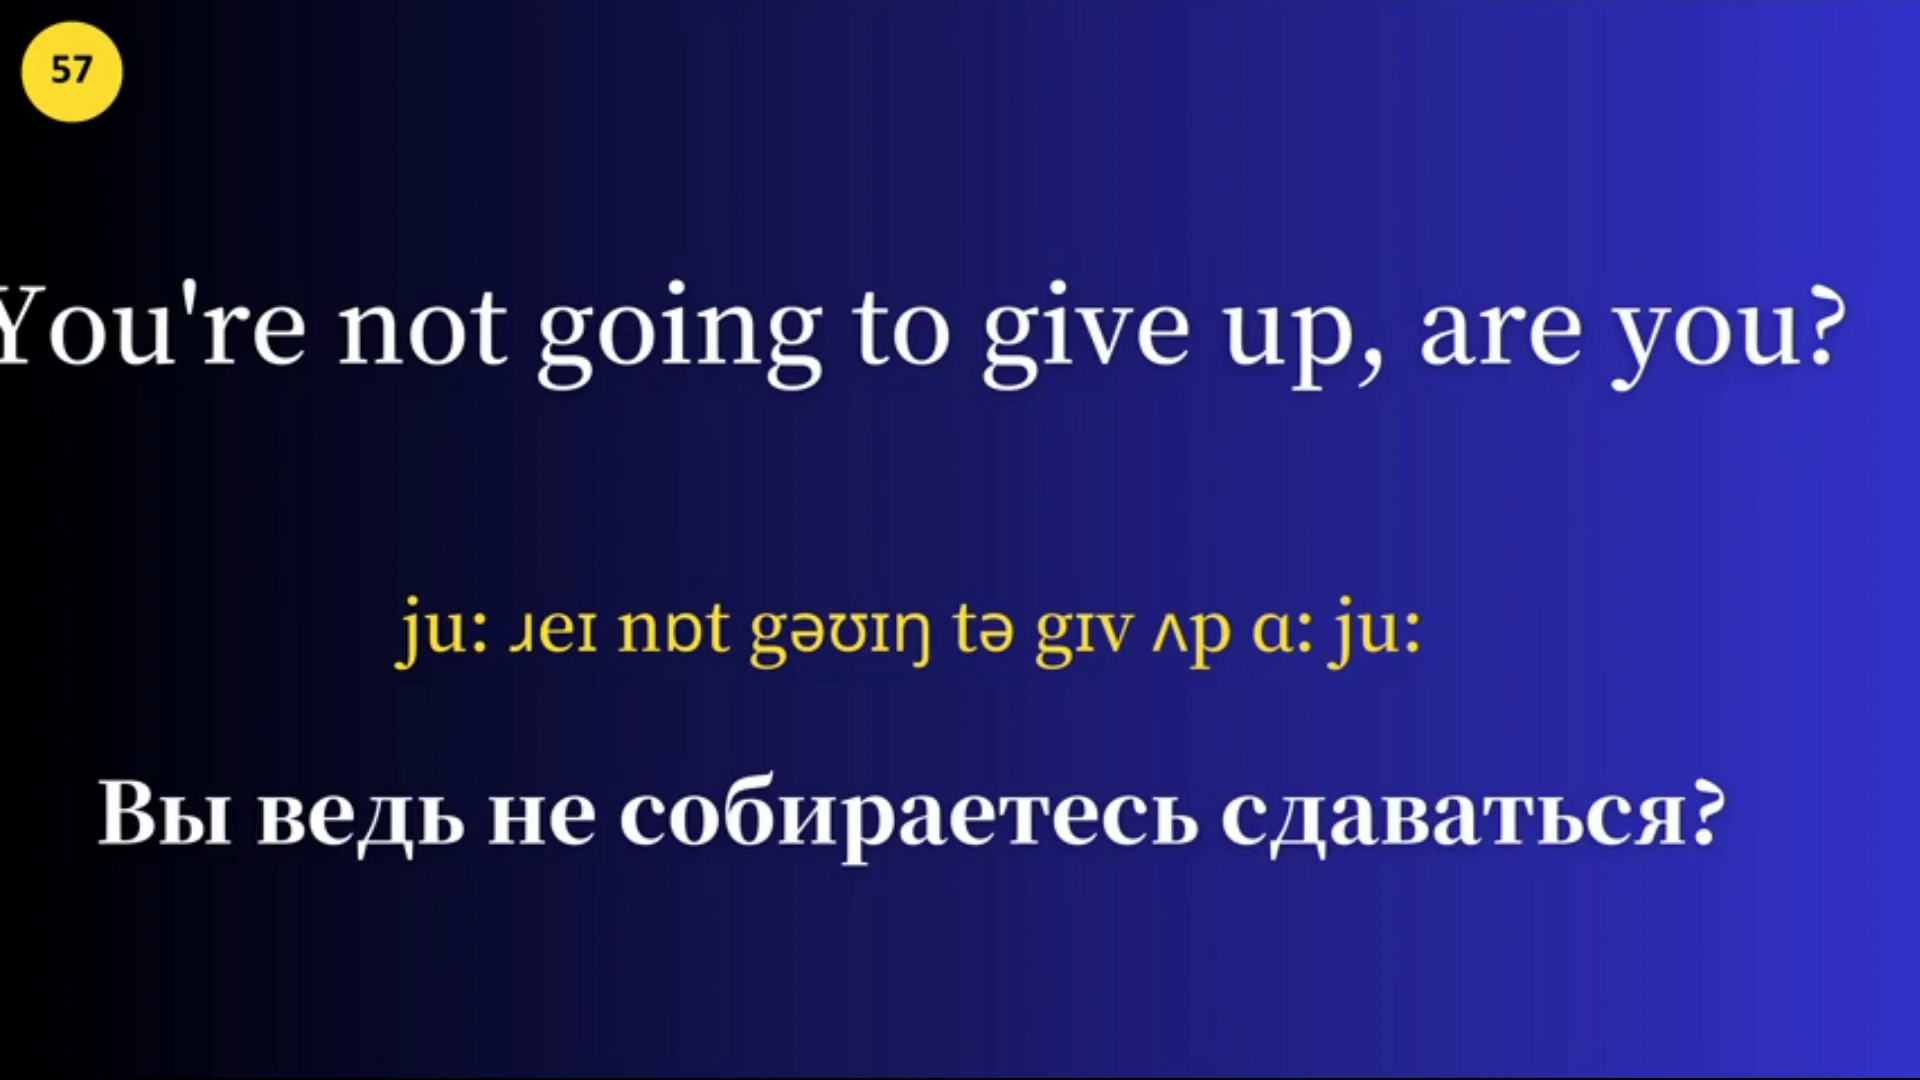 57
You're not going to give up, are you?
ju: ɹeɪ nɒt gəʊɪŋ tə gɪv ʌp ɑ: ju:
Вы ведь не собираетесь сдаваться?